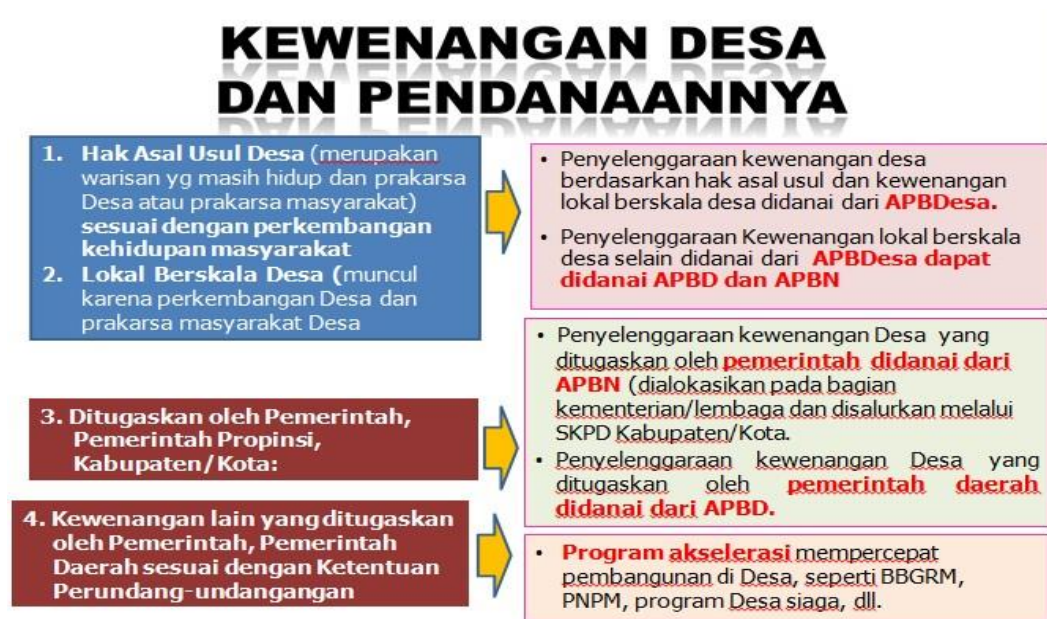 KEWENANGAN DESA
DAN PENDANAANNYA
1. Hak Asal Usul Desa (merupakan
warisan yg masih hidup dan prakarsa
Desa atau prakarsa masyarakat)
sesuai dengan perkembangan
kehidupan masyarakat
2. Lokal Berskala Desa (muncul
karena perkembangan Desa dan
prakarsa masyarakat Desa
• Penyelenggaraan kewenangan desa
berdasarkan hak asal usul dan kewenangan
lokal berskala desa didanai dari APBDesa.
• Penyelenggaraan Kewenangan lokal berskala
desa selain didanai dari APBDesa dapat
didanai APBD dan APBN
3. Ditugaskan oleh Pemerintah,
Pemerintah Propinsi,
Kabupaten/Kota:
• Penyelenggaraan kewenangan Desa yang
ditugaskan oleh pemerintah didanai dari
APBN (dialokasikan pada bagian
kementerian/lembaga dan disalurkan melalui
SKPD Kabupaten/Kota.
• Penyelenggaraan kewenangan Desa yang
ditugaskan oleh pemerintah daerah
didanai dari APBD.
4. Kewenangan lain yang ditugaskan
oleh Pemerintah, Pemerintah
Daerah sesuai dengan Ketentuan
Perundang-undangangan
• Program akselerasi mempercepat
pembangunan di Desa, seperti BBGRM,
PNPM, program Desa siaga, dll.